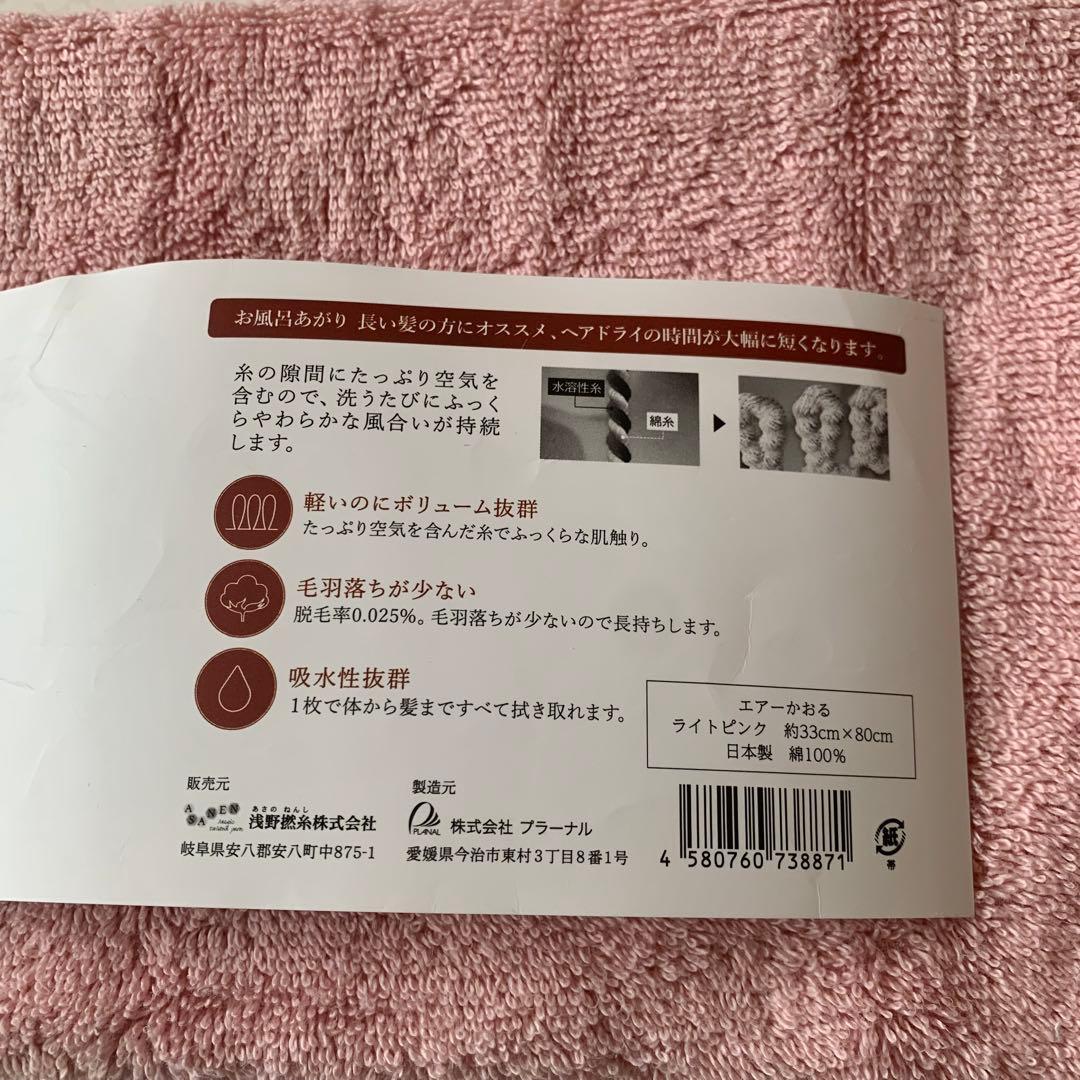 お風呂あがり 長い髪の方にオススメ、ヘアドライの時間が大幅に短くなります。
糸の隙間にたっぷり空気を
含むので、洗うたびにふっく
らやわらかな風合いが持続
します。
水溶性糸
綿糸
軽いのにボリューム抜群
たっぷり空気を含んだ糸でふっくらな肌触り。
毛羽落ちが少ない
脱毛率0.025%。毛羽落ちが少ないので長持ちします。
吸水性抜群
1枚で体から髪まですべて拭き取れます。
エアーかおる
ライトピンク 約33cm×80cm
日本製 綿100%
販売元
ASANEN
magic twisted yarn
あさの ねんし
浅野撚糸株式会社
岐阜県安八郡安八町中875-1
製造元
PLANAL
株式会社 プラーナル
愛媛県今治市東村3丁目8番1号
4 580760 738871
紙
帯